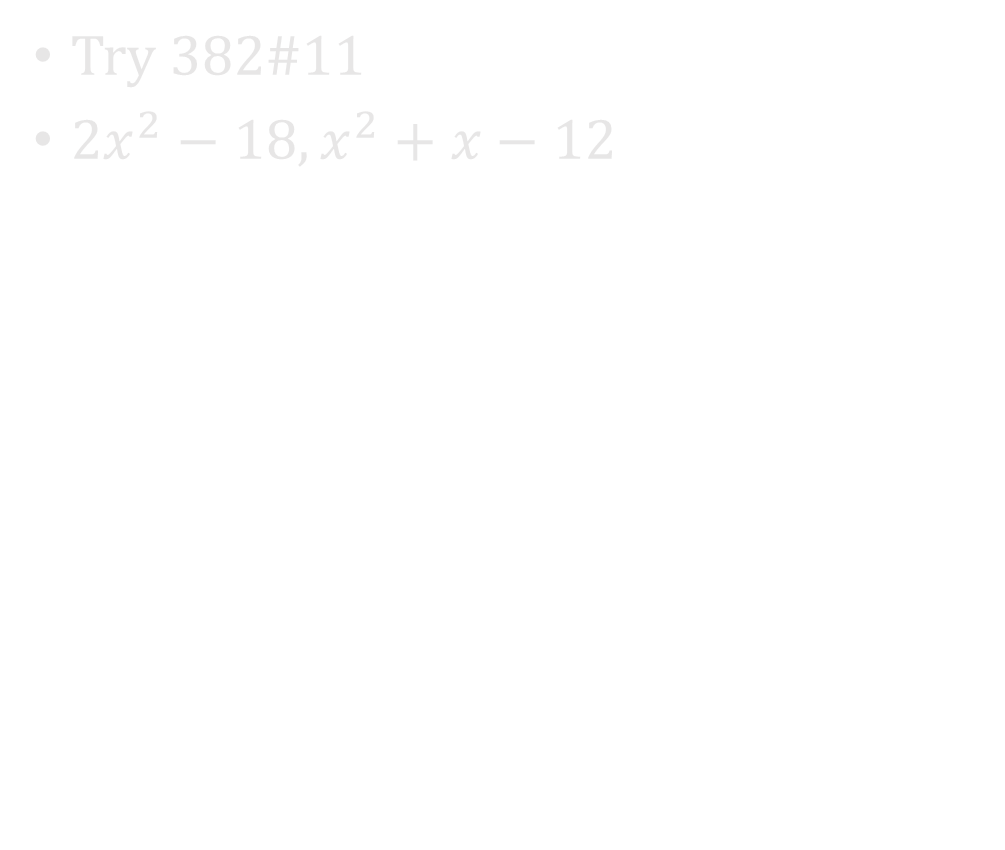 • Try 382#11
• 2x² − 18, x² + x − 12